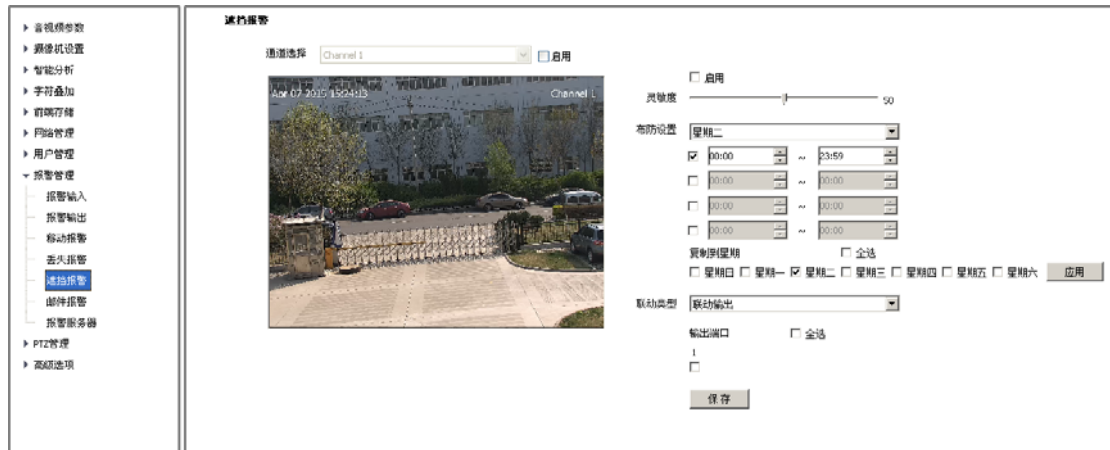 音视频参数
摄像机设置
智能分析
字符叠加
前端存储
网络管理
用户管理
报警管理
报警输入
报警输出
移动报警
丢失报警
遮挡报警
邮件报警
报警服务器
PTZ管理
高级选项
遮挡报警
通道选择 Channel 1 启用
Apr 07 2015 15:24:13 Channel 1
启用
灵敏度 50
布防设置 星期二
00:00 ~ 23:59
00:00 ~ 00:00
00:00 ~ 00:00
00:00 ~ 00:00
复制到星期 全选
星期日 星期一 星期二 星期三 星期四 星期五 星期六 应用
联动类型 联动输出
输出端口 全选
1
保存